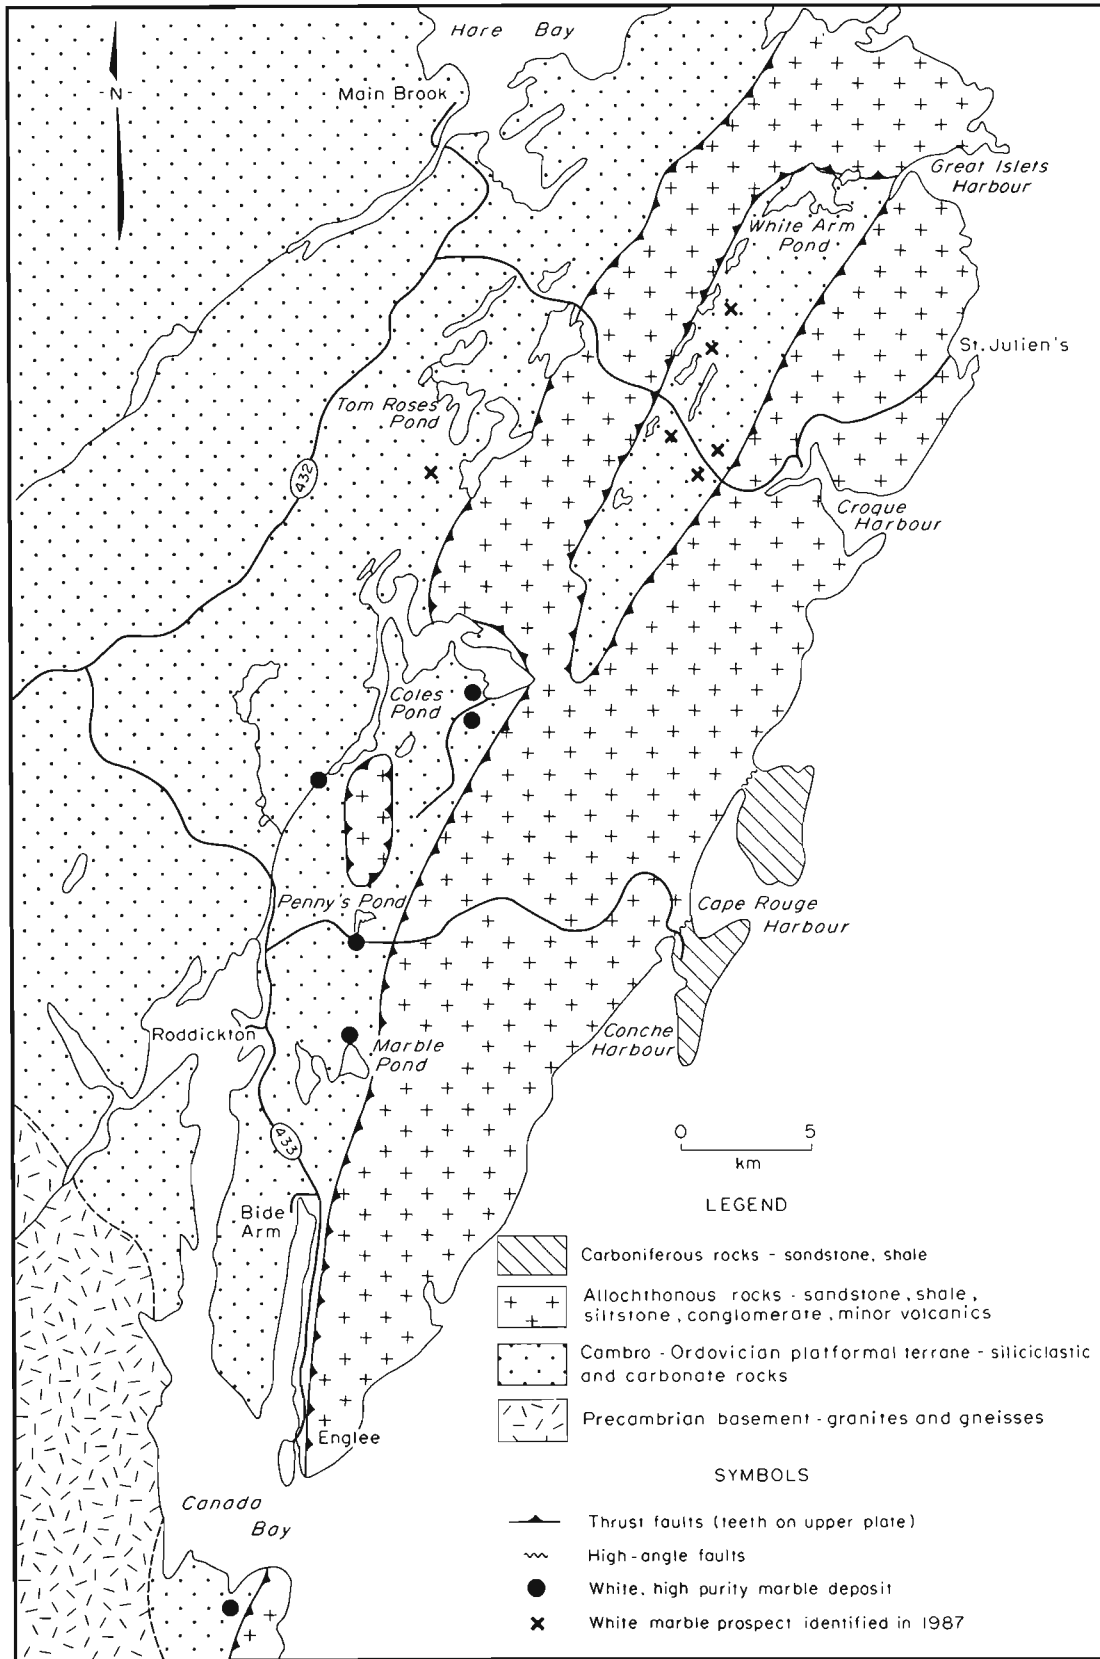 Hare Bay
-N-
Main Brook
Great Islets
Harbour
White Arm
Pond
St. Julien's
Tom Roses
Pond
432
Croque
Harbour
Coles
Pond
Penny's Pond
Cape Rouge
Harbour
Roddickton
Conche
Harbour
Marble
Pond
433
0 5
km
Bide
Arm
Englee
Canada
Bay
LEGEND
Carboniferous rocks - sandstone, shale
Allochthonous rocks - sandstone, shale,
siltstone, conglomerate, minor volcanics
Cambro - Ordovician platformal terrane - siliciclastic
and carbonate rocks
Precambrian basement - granites and gneisses
SYMBOLS
Thrust faults (teeth on upper plate)
High-angle faults
White, high purity marble deposit
White marble prospect identified in 1987